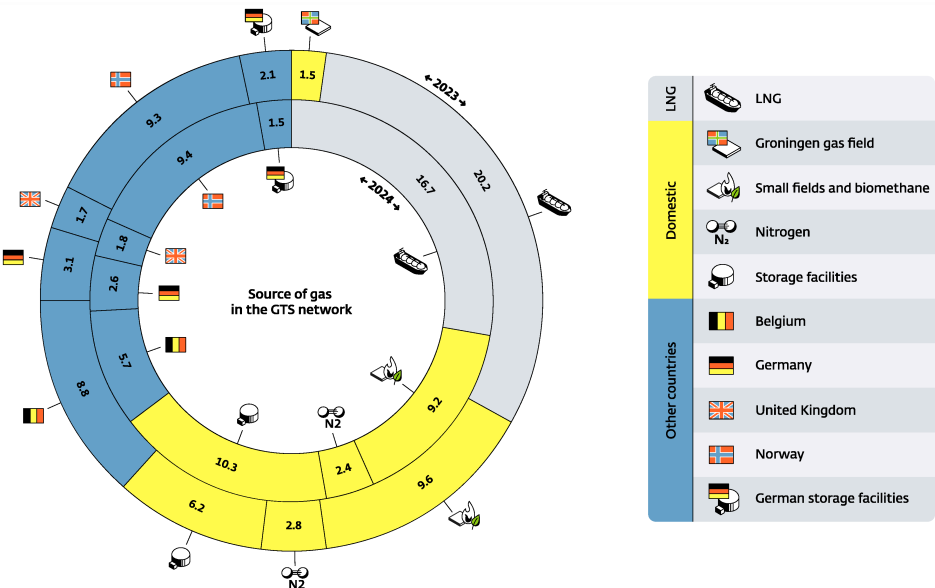 2.1
1.5
← 2023 →
9.3
1.5
9.4
16.7
20.2
← 2024 →
1.7
1.8
3.1
2.6
Source of gas
in the GTS network
5.7
8.8
9.2
N2
10.3
2.4
9.6
6.2
2.8
N2
LNG
LNG
Domestic
Groningen gas field
Small fields and biomethane
N₂
Nitrogen
Storage facilities
Other countries
Belgium
Germany
United Kingdom
Norway
German storage facilities